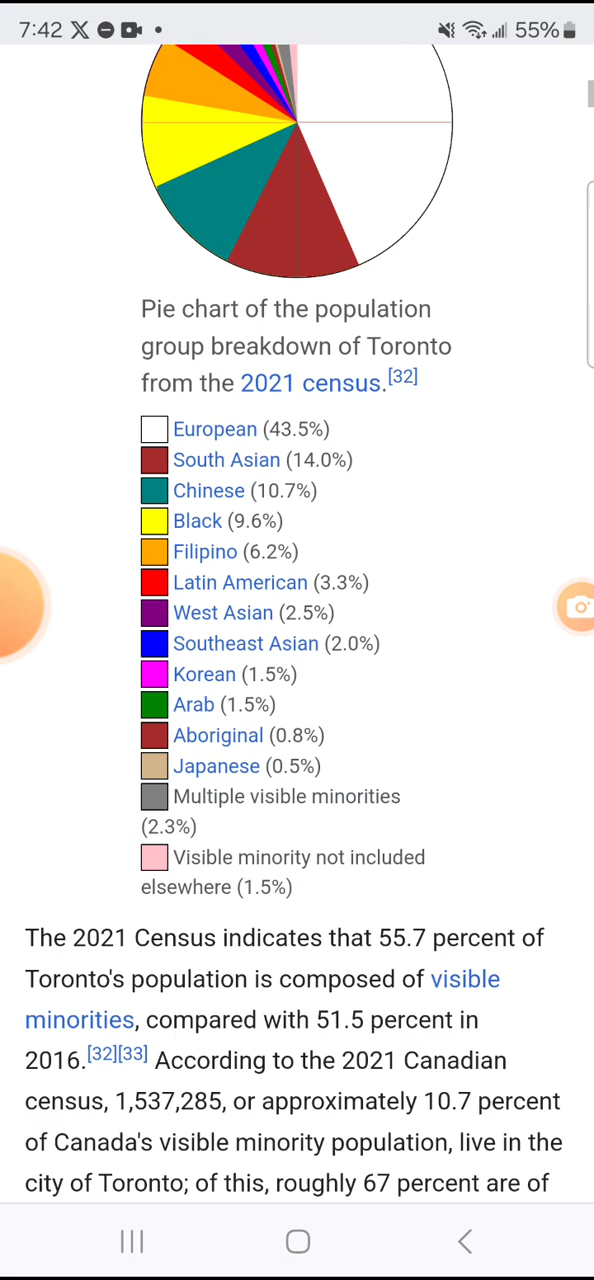 7:42 X 55%
Pie chart of the population
group breakdown of Toronto
from the 2021 census.[32]
European (43.5%)
South Asian (14.0%)
Chinese (10.7%)
Black (9.6%)
Filipino (6.2%)
Latin American (3.3%)
West Asian (2.5%)
Southeast Asian (2.0%)
Korean (1.5%)
Arab (1.5%)
Aboriginal (0.8%)
Japanese (0.5%)
Multiple visible minorities
(2.3%)
Visible minority not included
elsewhere (1.5%)
The 2021 Census indicates that 55.7 percent of
Toronto's population is composed of visible
minorities, compared with 51.5 percent in
2016.[32][33] According to the 2021 Canadian
census, 1,537,285, or approximately 10.7 percent
of Canada's visible minority population, live in the
city of Toronto; of this, roughly 67 percent are of